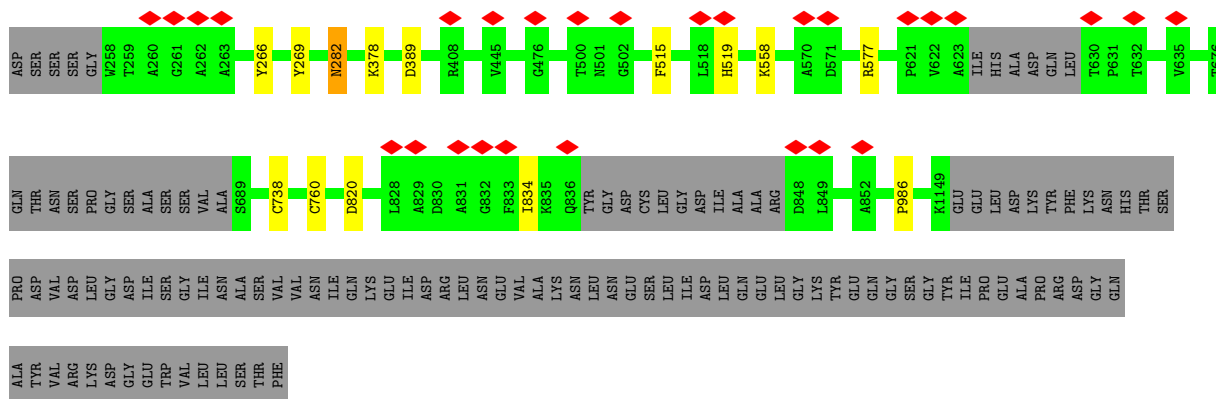 ASP SER SER SER GLY W258 T259 A260 G261 A262 A263 Y266 Y269 N282 K378 D389 R408 V445 G476 T500 N501 G502 F515 L518 H519 K558 A570 D571 R577 P621 V622 A623 ILE HIS ALA ASP GLN LEU T630 P631 T632 V635 T676
GLN THR ASN SER PRO GLY SER ALA SER SER VAL ALA S689 C738 C760 D820 L828 A829 D830 A831 G832 F833 I834 K835 Q836 TYR GLY ASP CYS LEU GLY ASP ILE ALA ALA ARG D848 L849 A852 P986 K1149 GLU GLU LEU ASP LYS TYR PHE LYS ASN HIS THR SER
PRO ASP VAL ASP LEU GLY ASP ILE SER GLY ILE ASN ALA SER VAL VAL ASN ILE GLN LYS GLU ILE ASP ARG LEU ASN GLU VAL ALA LYS ASN LEU ASN GLU SER LEU ILE ASP LEU GLN GLU LEU GLY LYS TYR GLU GLN GLY SER GLY TYR ILE PRO GLU ALA PRO ARG ASP GLY GLN
ALA TYR VAL ARG LYS ASP GLY GLU TRP VAL LEU LEU SER THR PHE